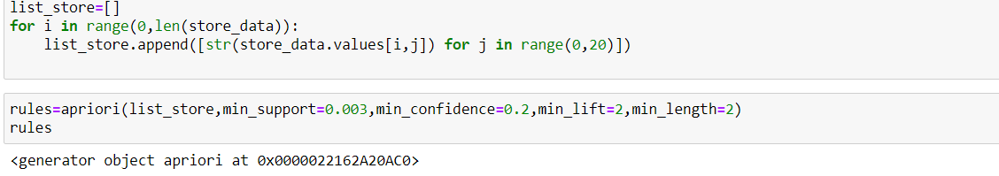 list_store=[]
for i in range(0,len(store_data)):
    list_store.append([str(store_data.values[i,j]) for j in range(0,20)])
rules=apriori(list_store,min_support=0.003,min_confidence=0.2,min_lift=2,min_length=2)
rules
<generator object apriori at 0x0000022162A20AC0>